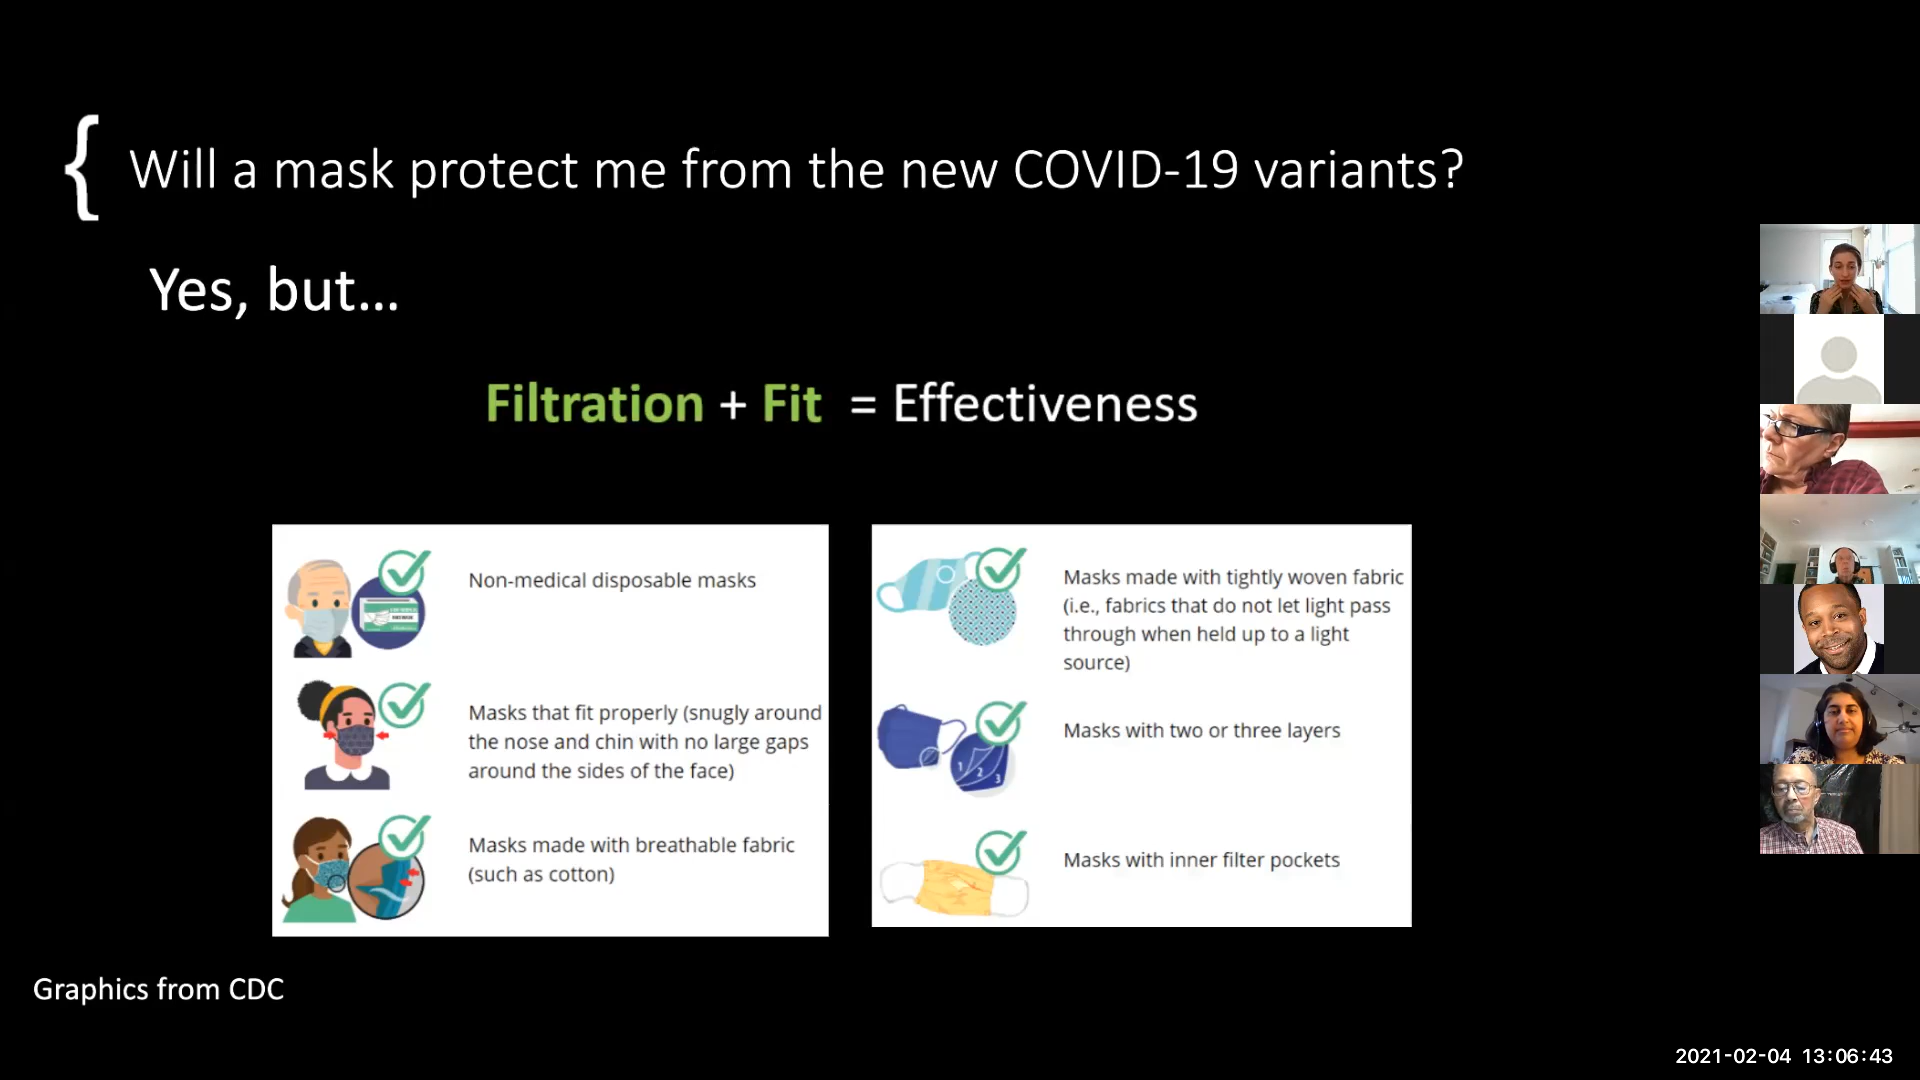 { Will a mask protect me from the new COVID-19 variants?
Yes, but...
Filtration + Fit = Effectiveness
Non-medical disposable masks
Masks that fit properly (snugly around
the nose and chin with no large gaps
around the sides of the face)
Masks made with breathable fabric
(such as cotton)
Masks made with tightly woven fabric
(i.e., fabrics that do not let light pass
through when held up to a light
source)
Masks with two or three layers
1 2 3
Masks with inner filter pockets
Graphics from CDC
2021-02-04 13:06:43